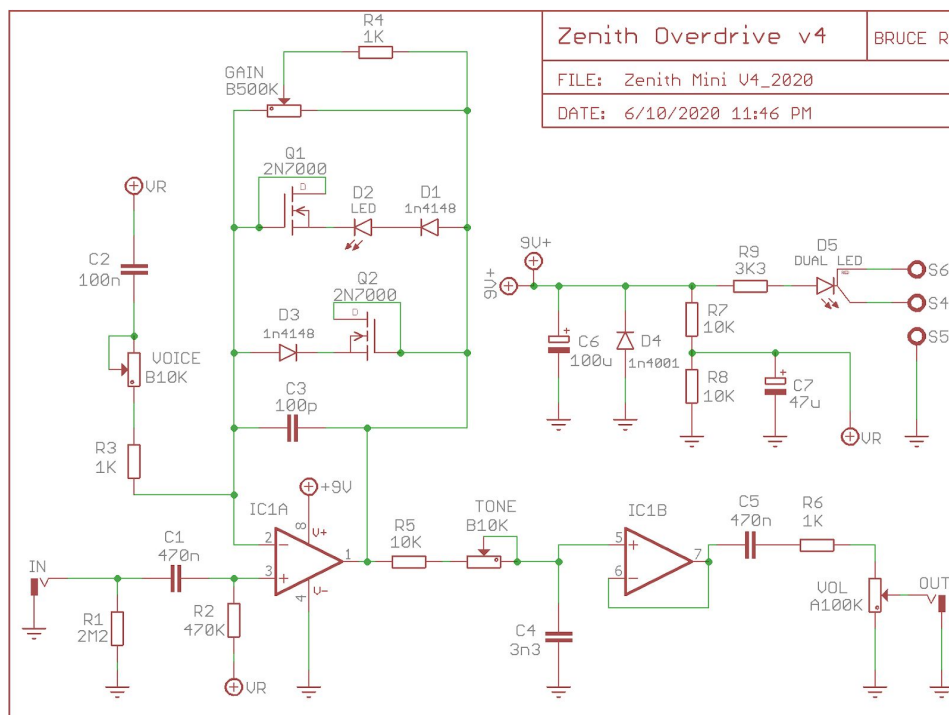 Zenith Overdrive v4
BRUCE R
FILE: Zenith Mini V4_2020
DATE: 6/10/2020 11:46 PM
R4
1K
GAIN
B500K
Q1
2N7000
D
D2
LED
D1
1n4148
VR
C2
100n
Q2
2N7000
D
D3
1n4148
VOICE
B10K
C3
100p
R3
1K
9V+
9V+
R9
3K3
D5
DUAL LED
S6
S4
S5
C6
100u
D4
1n4001
R7
10K
R8
10K
C7
47u
VR
+9V
IC1A
8
V+
2
3
1
4
V-
C1
470n
IN
R1
2M2
R2
470K
VR
R5
10K
TONE
B10K
C4
3n3
IC1B
5
6
7
C5
470n
R6
1K
VOL
A100K
OUT